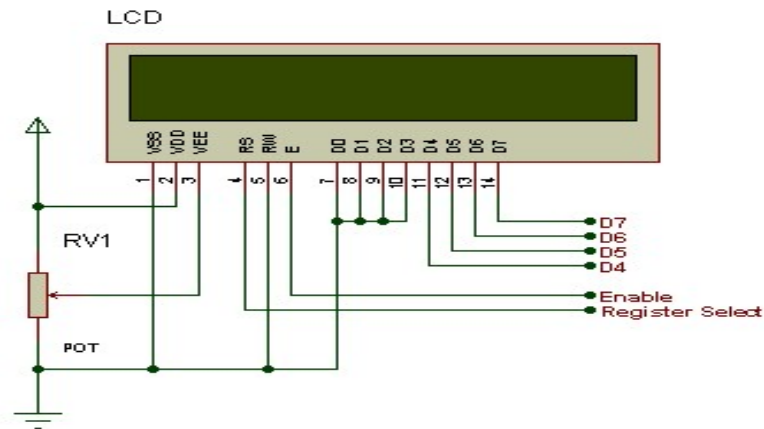 LCD
VSS
VDD
VEE
RS
RW
E
D0
D1
D2
D3
D4
D5
D6
D7
1
2
3
4
5
6
7
8
9
10
11
12
13
14
D7
D6
D5
D4
Enable
Register Select
RV1
POT